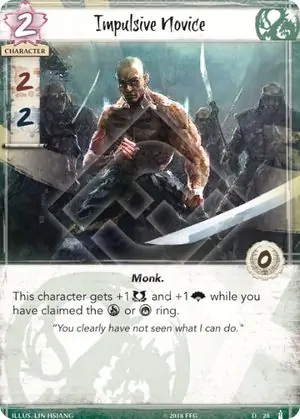 2
Impulsive Novice
CHARACTER
2
2
0
Monk.
This character gets +1 and +1 while you
have claimed the or ring.
"You clearly have not seen what I can do."
ILLUS. LIN HSIANG
© 2018 FFG
D 28